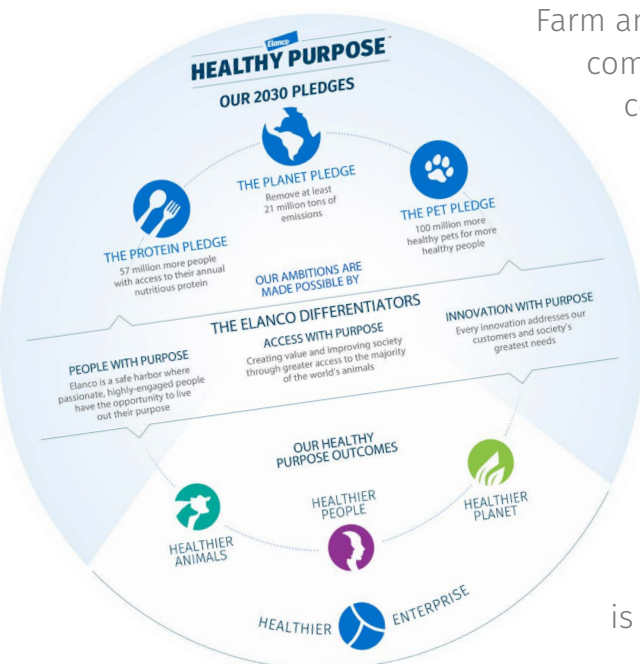 Farm an
com
c
Elanco
HEALTHY PURPOSE™
OUR 2030 PLEDGES
THE PROTEIN PLEDGE
57 million more people
with access to their annual
nutritious protein
THE PLANET PLEDGE
Remove at least
21 million tons of
emissions
THE PET PLEDGE
100 million more
healthy pets for more
healthy people
OUR AMBITIONS ARE
MADE POSSIBLE BY
THE ELANCO DIFFERENTIATORS
PEOPLE WITH PURPOSE
Elanco is a safe harbor where
passionate, highly-engaged people
have the opportunity to live
out their purpose
ACCESS WITH PURPOSE
Creating value and improving society
through greater access to the majority
of the world's animals
INNOVATION WITH PURPOSE
Every innovation addresses our
customers and society's
greatest needs
OUR HEALTHY
PURPOSE OUTCOMES
HEALTHIER
ANIMALS
HEALTHIER
PEOPLE
HEALTHIER
PLANET
HEALTHIER ENTERPRISE
is